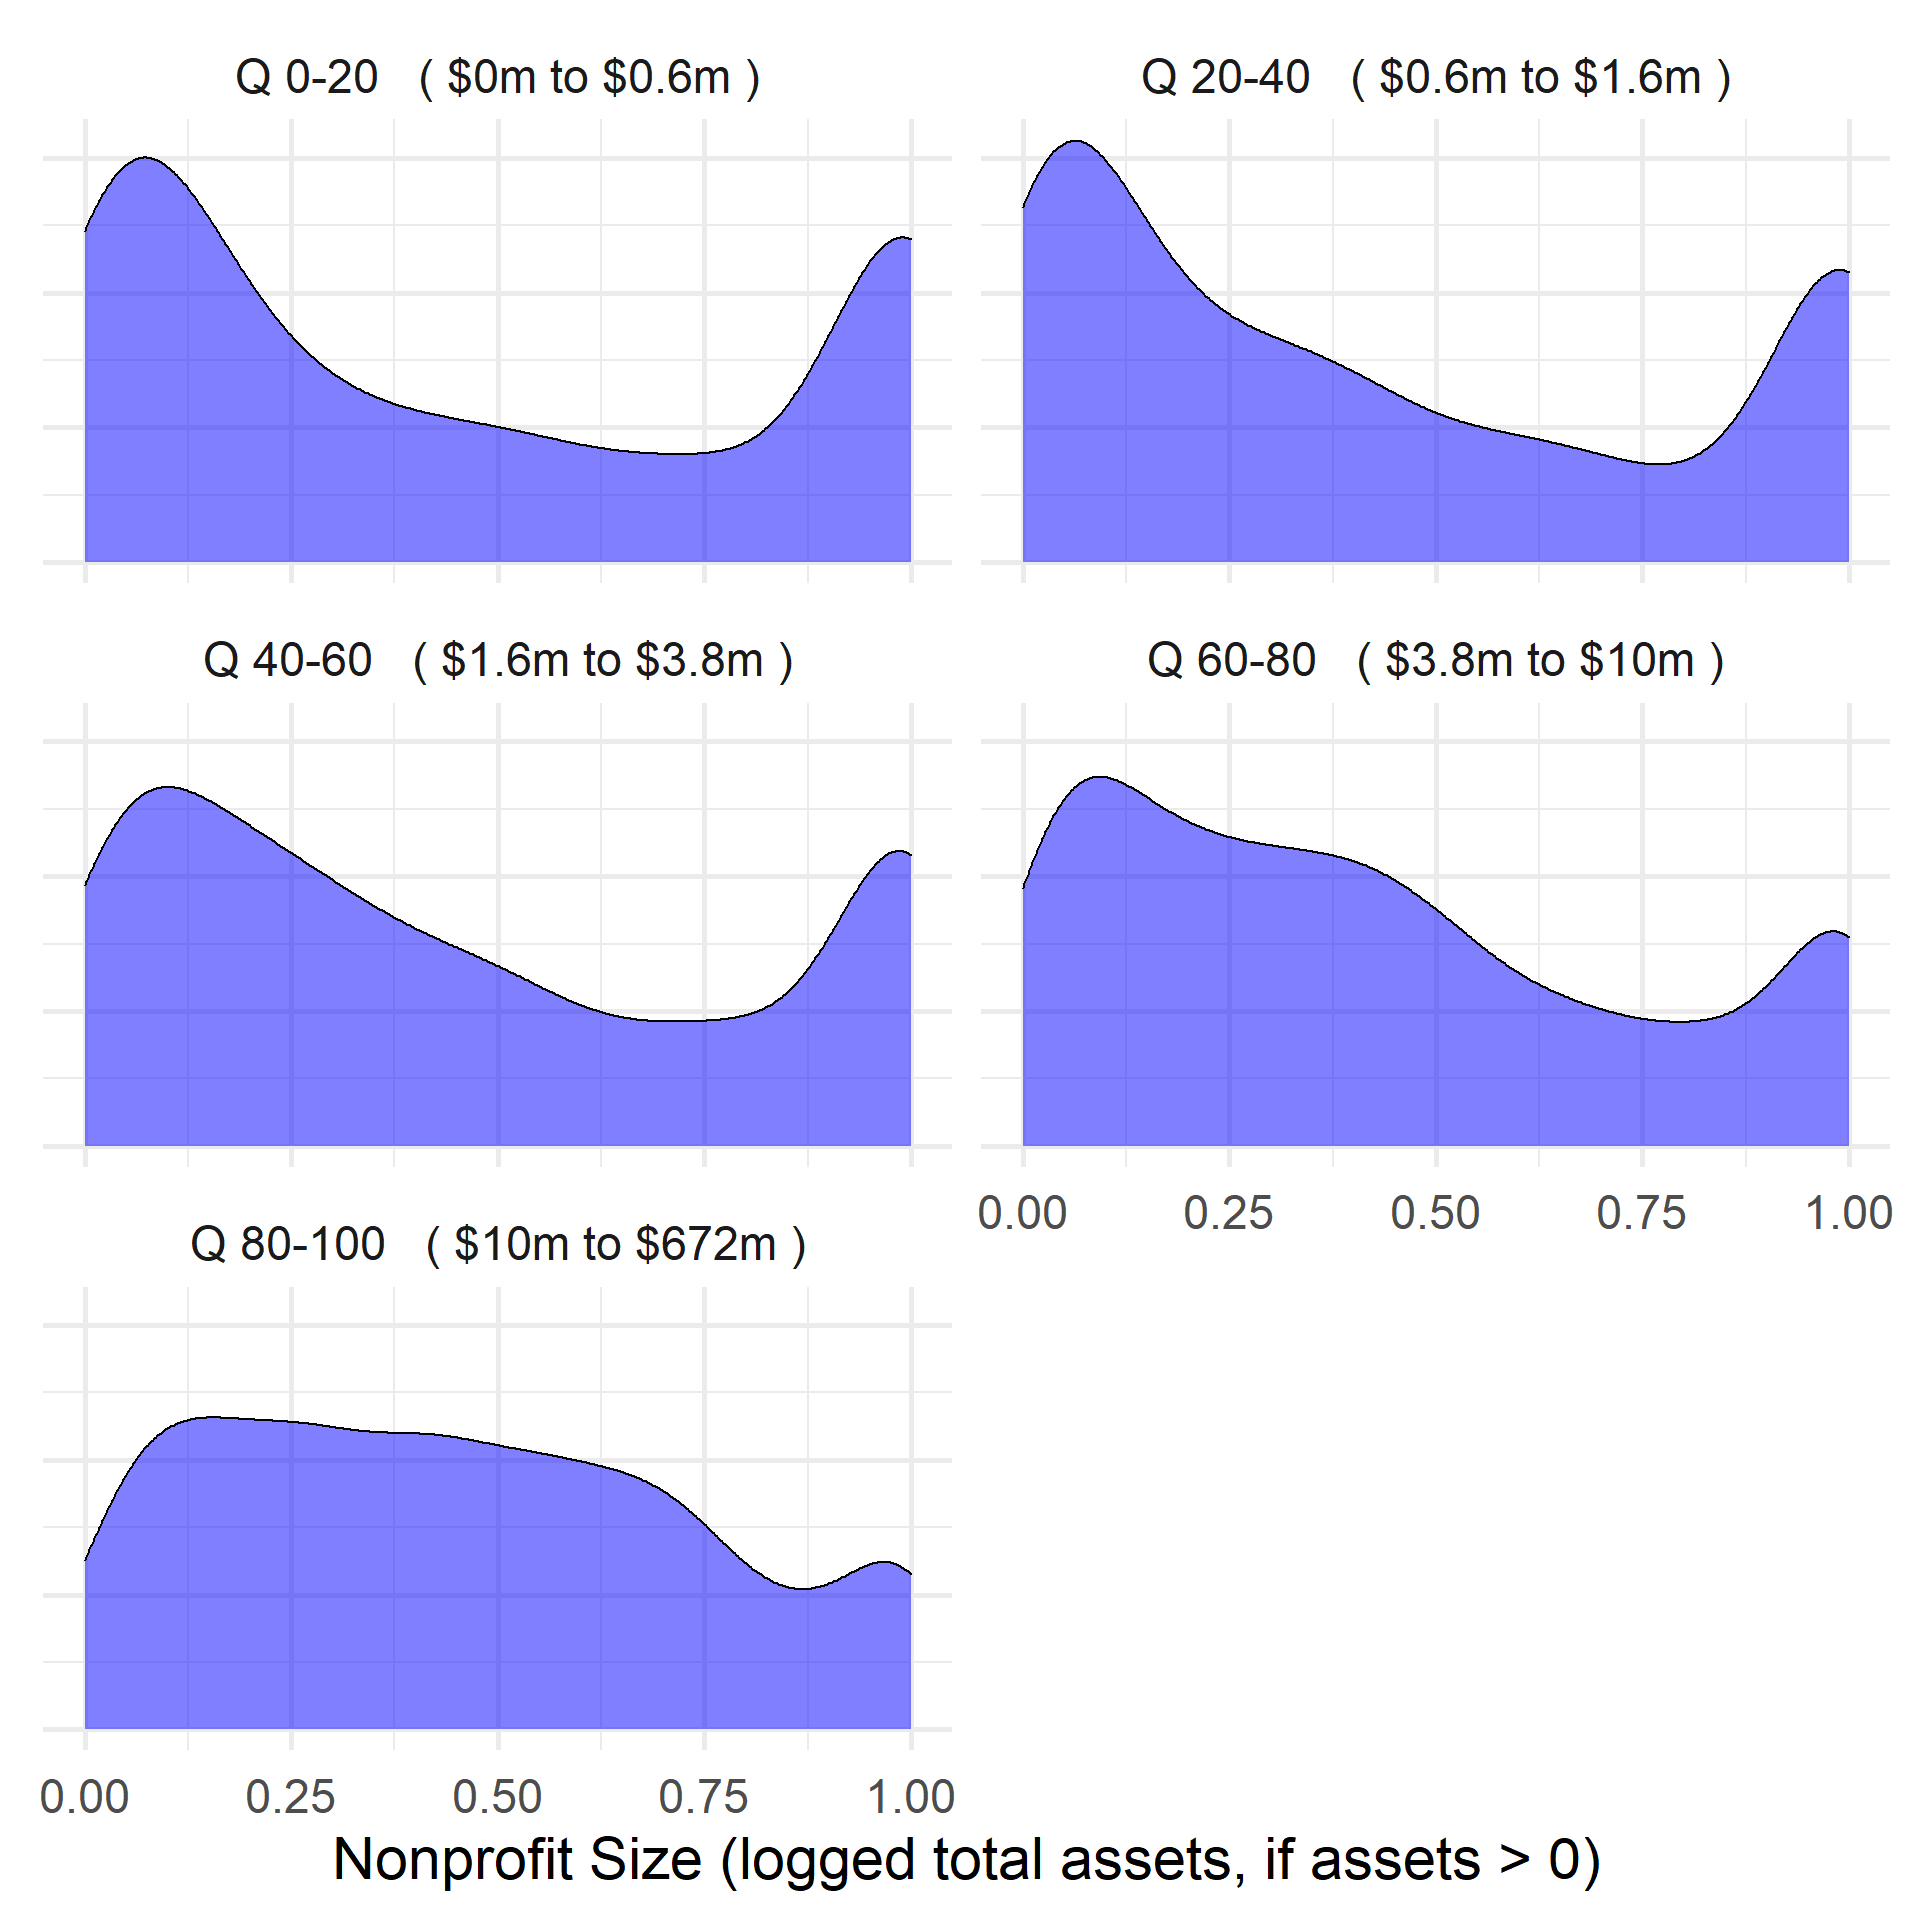 Q 0-20 ( $0m to $0.6m )
Q 20-40 ( $0.6m to $1.6m )
Q 40-60 ( $1.6m to $3.8m )
Q 60-80 ( $3.8m to $10m )
0.00 0.25 0.50 0.75 1.00
Q 80-100 ( $10m to $672m )
0.00 0.25 0.50 0.75 1.00
Nonprofit Size (logged total assets, if assets > 0)